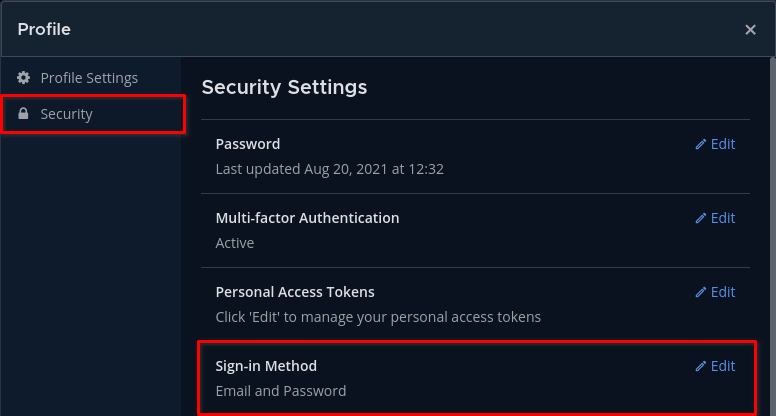 Profile
Profile Settings
Security
Security Settings
Password
Edit
Last updated Aug 20, 2021 at 12:32
Multi-factor Authentication
Edit
Active
Personal Access Tokens
Edit
Click 'Edit' to manage your personal access tokens
Sign-in Method
Edit
Email and Password